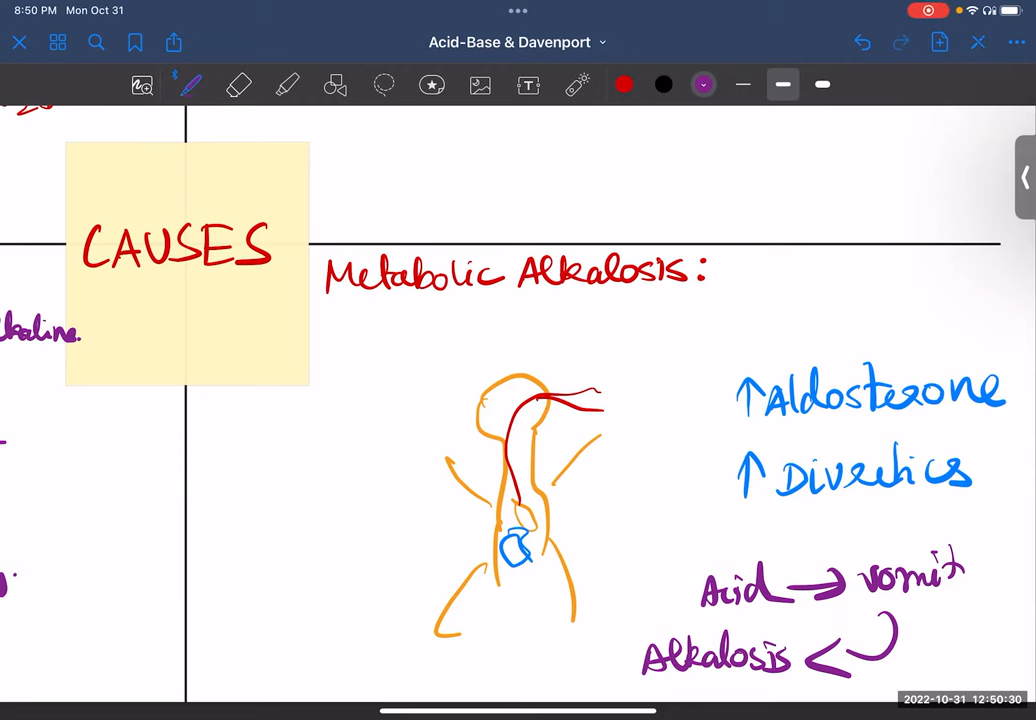 8:50 PM Mon Oct 31
Acid-Base & Davenport
CAUSES
Metabolic Alkalosis:
lkaline.
↑Aldosterone
↑ Diuretics
Acid → vomit
Alkalosis <
2022-10-31 12:50:30